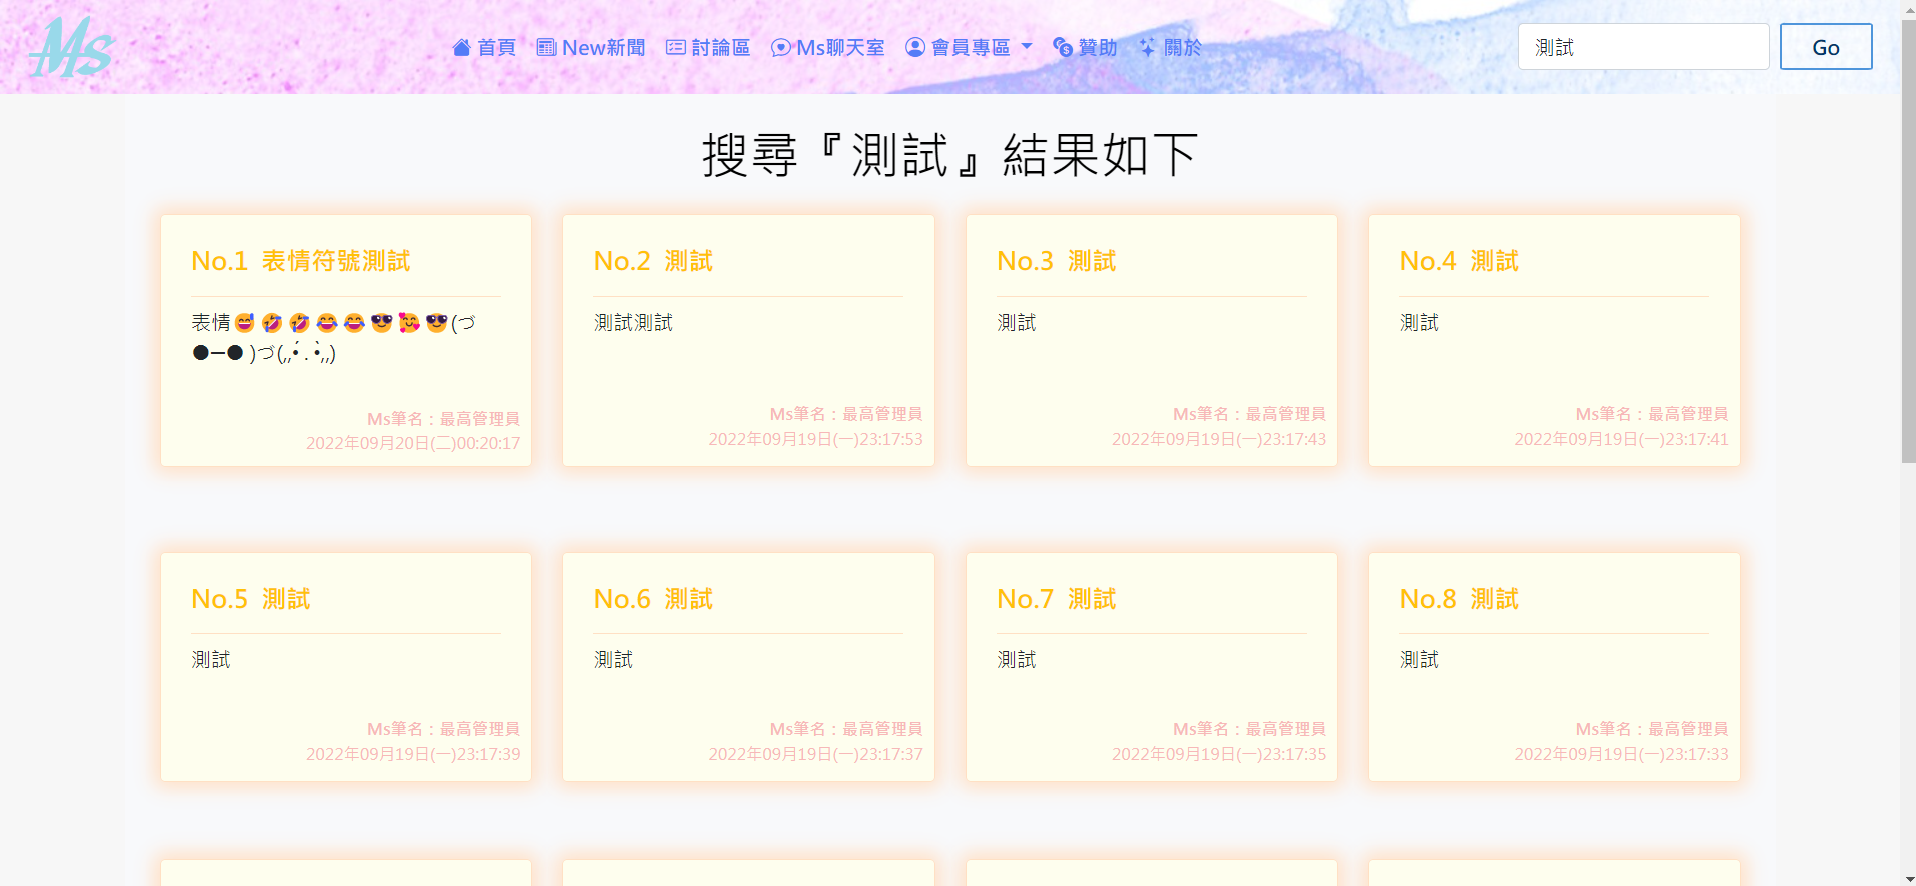 Ms
首頁 New新聞 討論區 Ms聊天室 會員專區 贊助 關於
測試 Go
搜尋『測試』結果如下
No.1 表情符號測試
表情😅🤣🤣😂😂😎🥰😎(づ
●─● )づ(,,•́ . •̀,,)
Ms筆名：最高管理員
2022年09月20日(二)00:20:17
No.2 測試
測試測試
Ms筆名：最高管理員
2022年09月19日(一)23:17:53
No.3 測試
測試
Ms筆名：最高管理員
2022年09月19日(一)23:17:43
No.4 測試
測試
Ms筆名：最高管理員
2022年09月19日(一)23:17:41
No.5 測試
測試
Ms筆名：最高管理員
2022年09月19日(一)23:17:39
No.6 測試
測試
Ms筆名：最高管理員
2022年09月19日(一)23:17:37
No.7 測試
測試
Ms筆名：最高管理員
2022年09月19日(一)23:17:35
No.8 測試
測試
Ms筆名：最高管理員
2022年09月19日(一)23:17:33